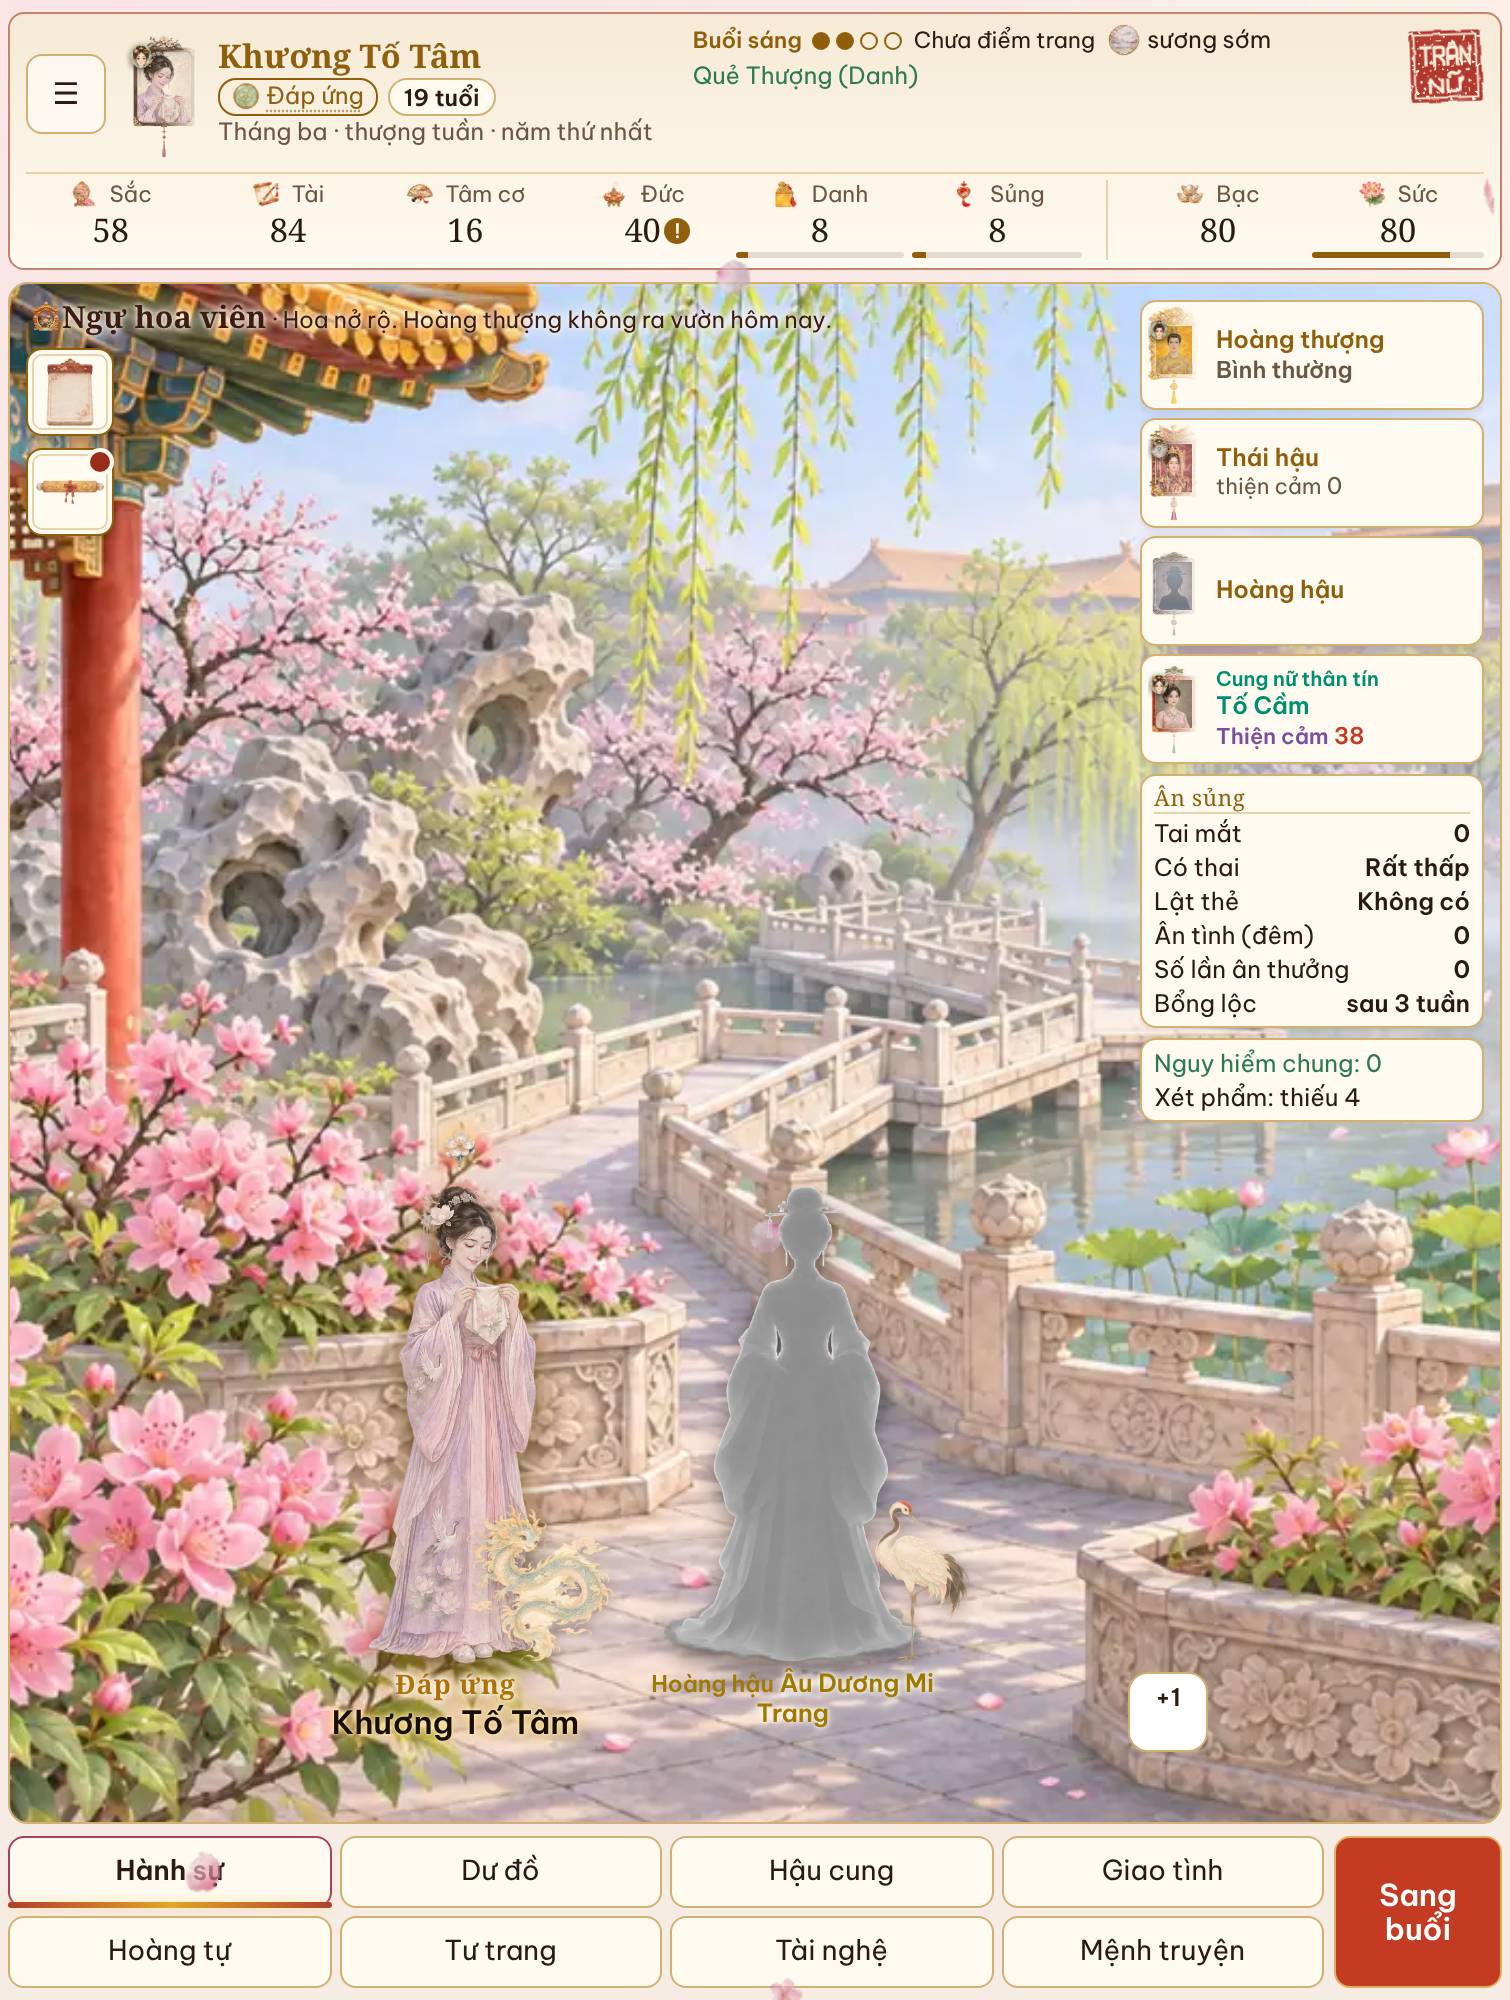 Khương Tố Tâm
Đáp ứng
19 tuổi
Tháng ba · thượng tuần · năm thứ nhất
Buổi sáng
Chưa điểm trang
sương sớm
Quẻ Thượng (Danh)
TRÂN NỮ
Sắc
58
Tài
84
Tâm cơ
16
Đức
40 !
Danh
8
Sủng
8
Bạc
80
Sức
80
Ngự hoa viên · Hoa nở rộ. Hoàng thượng không ra vườn hôm nay.
Hoàng thượng
Bình thường
Thái hậu
thiện cảm 0
Hoàng hậu
Cung nữ thân tín
Tố Cầm
Thiện cảm 38
Ân sủng
Tai mắt 0
Có thai Rất thấp
Lật thẻ Không có
Ân tình (đêm) 0
Số lần ân thưởng 0
Bổng lộc sau 3 tuần
Nguy hiểm chung: 0
Xét phẩm: thiếu 4
Đáp ứng
Khương Tố Tâm
Hoàng hậu Âu Dương Mi
Trang
+1
Hành sự
Dư đồ
Hậu cung
Giao tình
Sang
buổi
Hoàng tự
Tư trang
Tài nghệ
Mệnh truyện